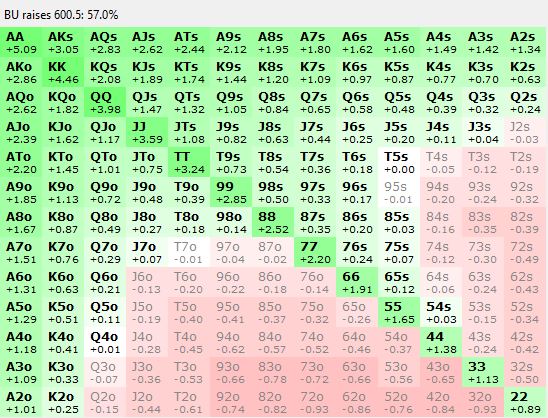 BU raises 600.5: 57.0%
AA AKs AQs AJs ATs A9s A8s A7s A6s A5s A4s A3s A2s
+5.09 +3.05 +2.83 +2.62 +2.44 +2.12 +1.95 +1.80 +1.62 +1.60 +1.49 +1.42 +1.34
AKo KK KQs KJs KTs K9s K8s K7s K6s K5s K4s K3s K2s
+2.86 +4.46 +2.08 +1.89 +1.74 +1.44 +1.20 +1.09 +0.97 +0.87 +0.77 +0.70 +0.63
AQo KQo QQ QJs QTs Q9s Q8s Q7s Q6s Q5s Q4s Q3s Q2s
+2.62 +1.82 +3.98 +1.47 +1.32 +1.05 +0.84 +0.65 +0.58 +0.48 +0.39 +0.32 +0.24
AJo KJo QJo JJ JTs J9s J8s J7s J6s J5s J4s J3s J2s
+2.39 +1.62 +1.17 +3.59 +1.08 +0.82 +0.63 +0.44 +0.25 +0.20 +0.11 +0.04 -0.03
ATo KTo QTo JTo TT T9s T8s T7s T6s T5s T4s T3s T2s
+2.20 +1.45 +1.01 +0.75 +3.24 +0.73 +0.54 +0.36 +0.18 +0.00 -0.05 -0.12 -0.19
A9o K9o Q9o J9o T9o 99 98s 97s 96s 95s 94s 93s 92s
+1.85 +1.13 +0.72 +0.48 +0.39 +2.85 +0.50 +0.33 +0.17 -0.01 -0.20 -0.24 -0.32
A8o K8o Q8o J8o T8o 98o 88 87s 86s 85s 84s 83s 82s
+1.67 +0.87 +0.49 +0.27 +0.18 +0.14 +2.52 +0.35 +0.20 +0.03 -0.16 -0.35 -0.39
A7o K7o Q7o J7o T7o 97o 87o 77 76s 75s 74s 73s 72s
+1.51 +0.76 +0.29 +0.07 -0.01 -0.04 -0.02 +2.20 +0.24 +0.07 -0.12 -0.30 -0.49
A6o K6o Q6o J6o T6o 96o 86o 76o 66 65s 64s 63s 62s
+1.31 +0.63 +0.21 -0.13 -0.20 -0.22 -0.18 -0.14 +1.91 +0.12 -0.06 -0.24 -0.43
A5o K5o Q5o J5o T5o 95o 85o 75o 65o 55 54s 53s 52s
+1.29 +0.51 +0.11 -0.19 -0.40 -0.41 -0.37 -0.32 -0.26 +1.65 +0.03 -0.15 -0.34
A4o K4o Q4o J4o T4o 94o 84o 74o 64o 54o 44 43s 42s
+1.18 +0.41 +0.01 -0.28 -0.45 -0.62 -0.57 -0.52 -0.46 -0.37 +1.38 -0.24 -0.42
A3o K3o Q3o J3o T3o 93o 83o 73o 63o 53o 43o 33 32s
+1.09 +0.33 -0.07 -0.36 -0.53 -0.66 -0.78 -0.72 -0.66 -0.56 -0.65 +1.13 -0.50
A2o K2o Q2o J2o T2o 92o 82o 72o 62o 52o 42o 32o 22
+1.01 +0.25 -0.15 -0.44 -0.61 -0.74 -0.82 -0.93 -0.86 -0.76 -0.84 -0.93 +0.89